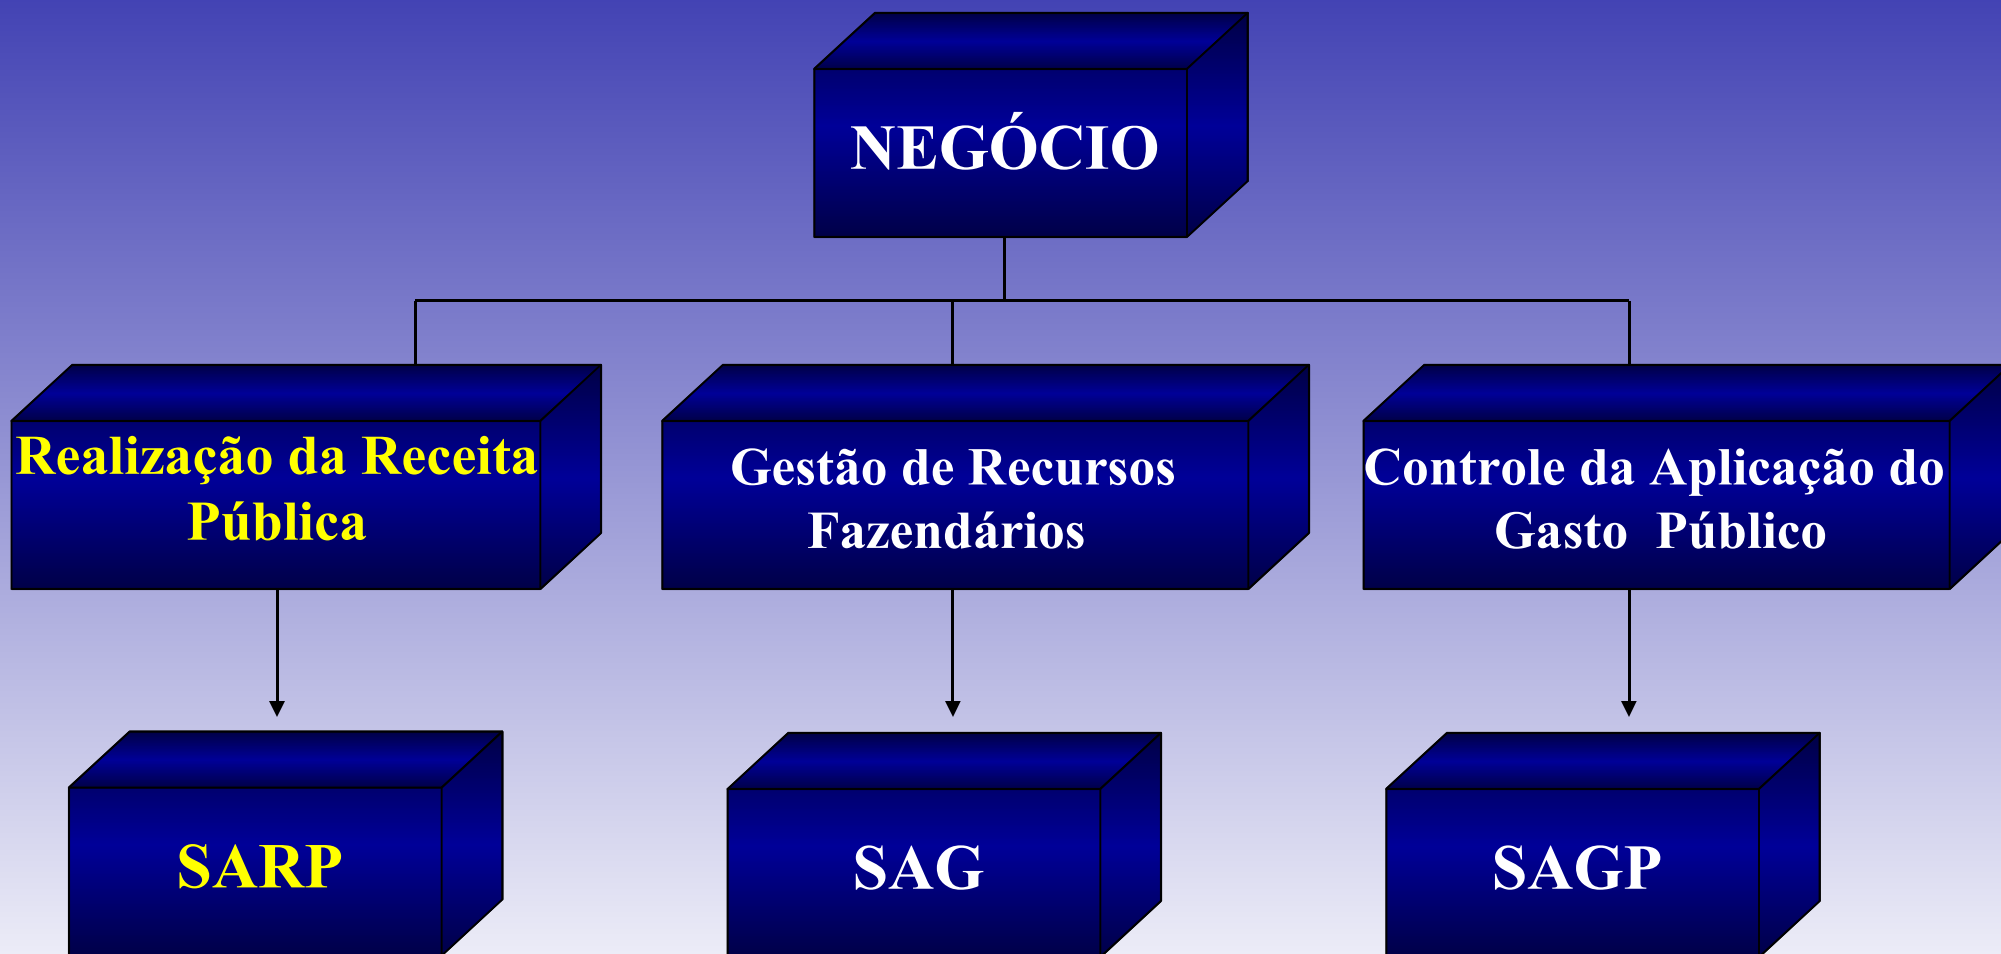 NEGÓCIO
Realização da Receita
Pública
Gestão de Recursos
Fazendários
Controle da Aplicação do
Gasto Público
SARP
SAG
SAGP